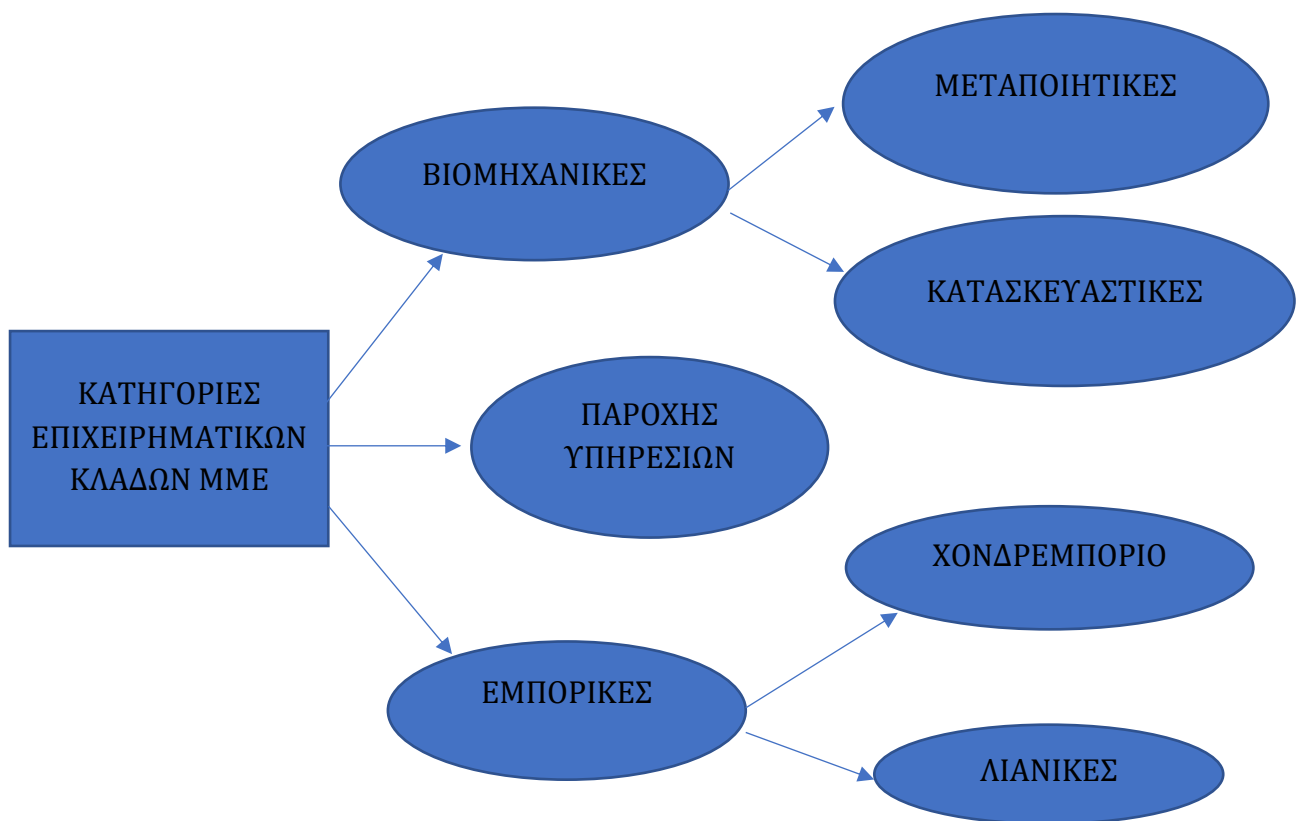 ΜΕΤΑΠΟΙΗΤΙΚΕΣ
ΒΙΟΜΗΧΑΝΙΚΕΣ
ΚΑΤΑΣΚΕΥΑΣΤΙΚΕΣ
ΚΑΤΗΓΟΡΙΕΣ
ΕΠΙΧΕΙΡΗΜΑΤΙΚΩΝ
ΚΛΑΔΩΝ ΜΜΕ
ΠΑΡΟΧΗΣ
ΥΠΗΡΕΣΙΩΝ
ΧΟΝΔΡΕΜΠΟΡΙΟ
ΕΜΠΟΡΙΚΕΣ
ΛΙΑΝΙΚΕΣ